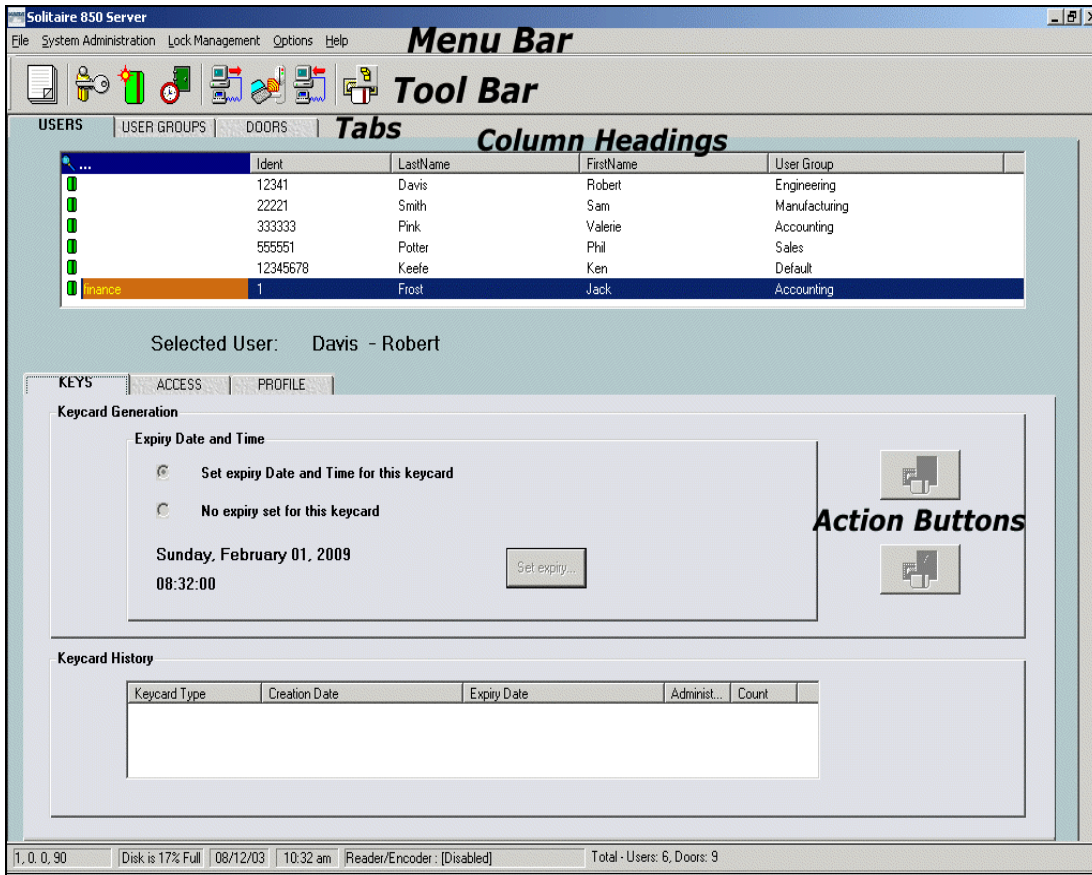 Solitaire 850 Server
File System Administration Lock Management Options Help Menu Bar
Tool Bar
USERS USER GROUPS DOORS Tabs
Column Headings
... Ident LastName FirstName User Group
12341 Davis Robert Engineering
22221 Smith Sam Manufacturing
333333 Pink Valerie Accounting
555551 Potter Phil Sales
12345678 Keefe Ken Default
finance 1 Frost Jack Accounting
Selected User: Davis - Robert
KEYS ACCESS PROFILE
Keycard Generation
Expiry Date and Time
Set expiry Date and Time for this keycard
No expiry set for this keycard
Action Buttons
Sunday, February 01, 2009
Set expiry...
08:32:00
Keycard History
Keycard Type Creation Date Expiry Date Administ... Count
1, 0. 0, 90 Disk is 17% Full 08/12/03 10:32 am Reader/Encoder : [Disabled] Total - Users: 6, Doors: 9